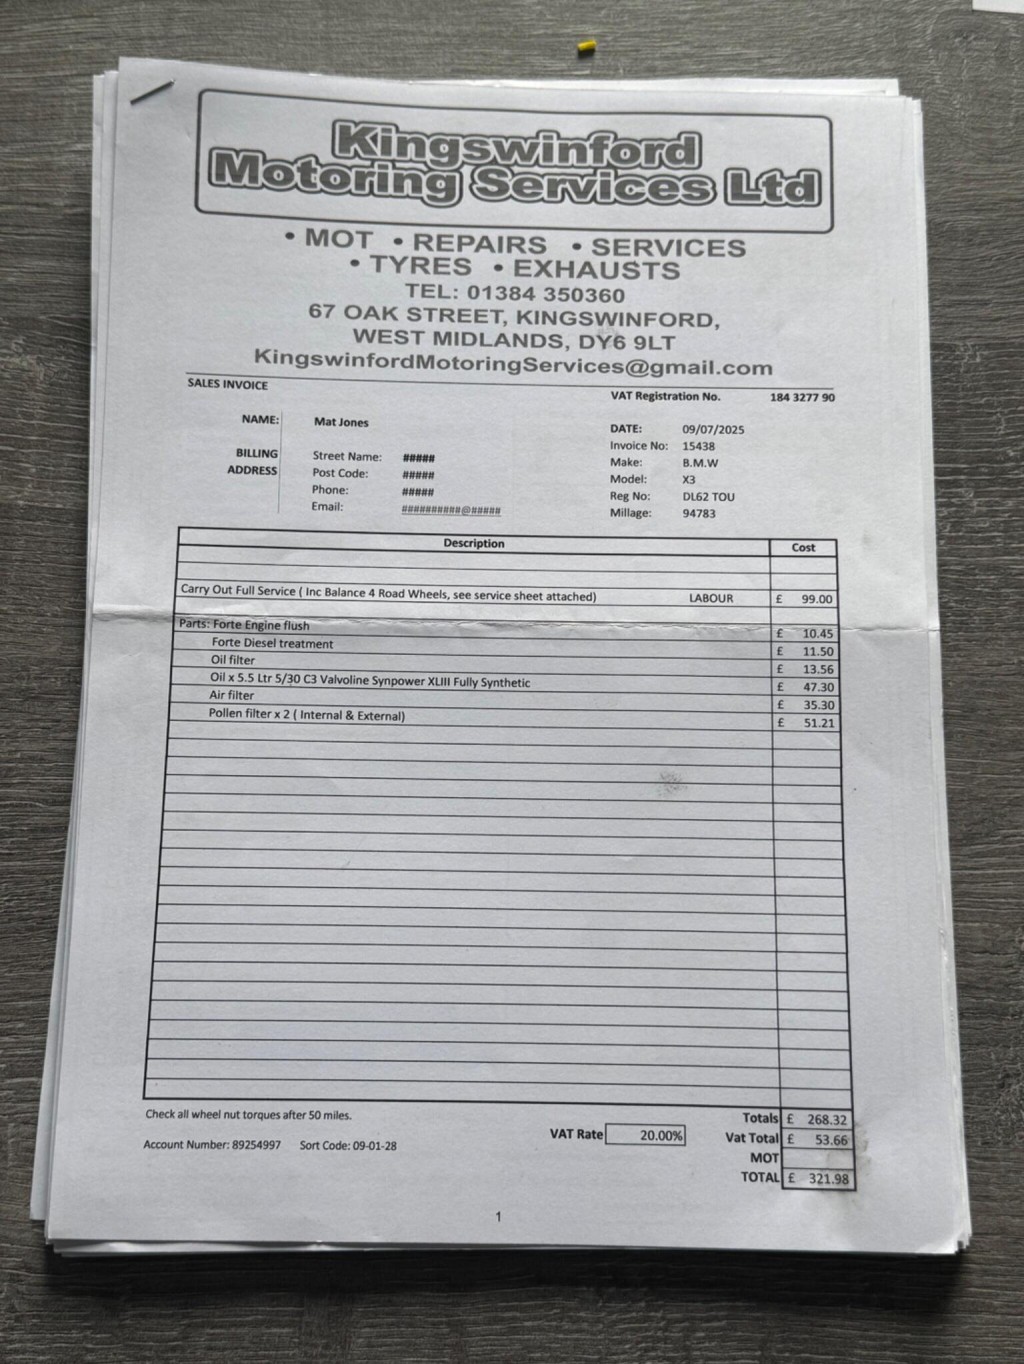 Kingswinford
Motoring Services Ltd
• MOT • REPAIRS • SERVICES
• TYRES • EXHAUSTS
TEL: 01384 350360
67 OAK STREET, KINGSWINFORD,
WEST MIDLANDS, DY6 9LT
KingswinfordMotoringServices@gmail.com
SALES INVOICE
VAT Registration No. 184 3277 90
NAME: Mat Jones
DATE: 09/07/2025
Invoice No: 15438
BILLING ADDRESS
Street Name: #####
Make: B.M.W
Post Code: #####
Model: X3
Phone: #####
Reg No: DL62 TOU
Email: ##########@#####
Millage: 94783
Description Cost
Carry Out Full Service ( Inc Balance 4 Road Wheels, see service sheet attached) LABOUR £ 99.00
Parts: Forte Engine flush £ 10.45
Forte Diesel treatment £ 11.50
Oil filter £ 13.56
Oil x 5.5 Ltr 5/30 C3 Valvoline Synpower XLIII Fully Synthetic £ 47.30
Air filter £ 35.30
Pollen filter x 2 ( Internal & External) £ 51.21
Check all wheel nut torques after 50 miles.
Totals £ 268.32
Account Number: 89254997 Sort Code: 09-01-28
VAT Rate 20.00%
Vat Total £ 53.66
MOT
TOTAL £ 321.98
1